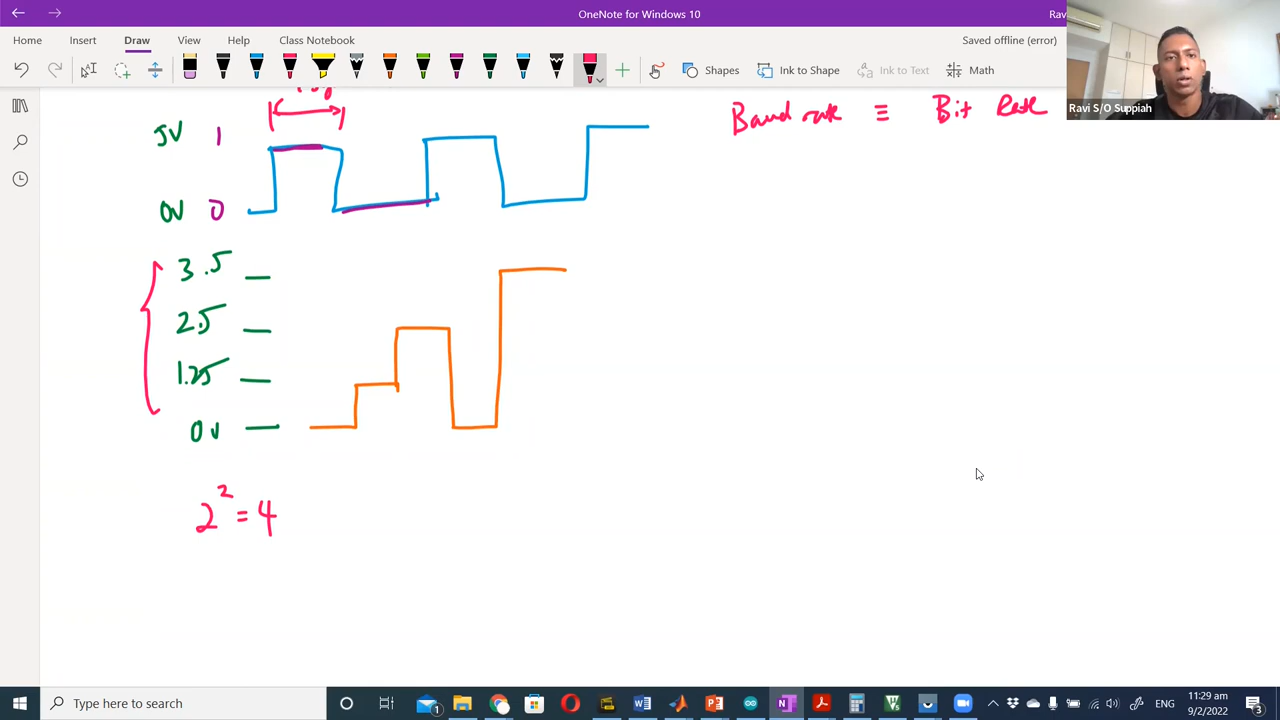 OneNote for Windows 10
Home Insert Draw View Help Class Notebook
Saved offline (error)
Shapes Ink to Shape Ink to Text Math
Ravi S/O Suppiah
Baud rate ≡ Bit Rate
5V 1
0V 0
3.5
2.5
1.25
0V
2² = 4
Type here to search
ENG
11:29 am
9/2/2022